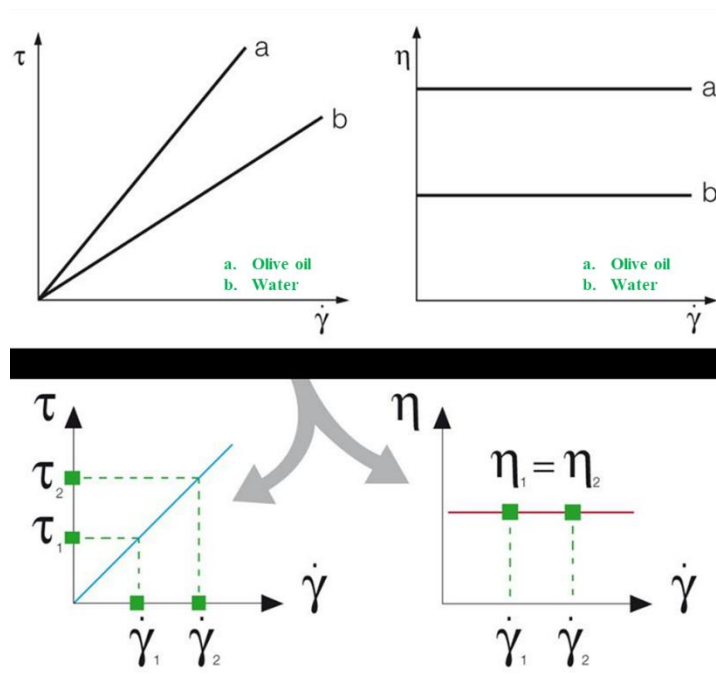 τ
a
b
a. Olive oil
b. Water
γ̇
η
a
b
a. Olive oil
b. Water
γ̇
τ
τ₂
τ₁
γ̇₁
γ̇₂
γ̇
η
η₁ = η₂
γ̇₁
γ̇₂
γ̇